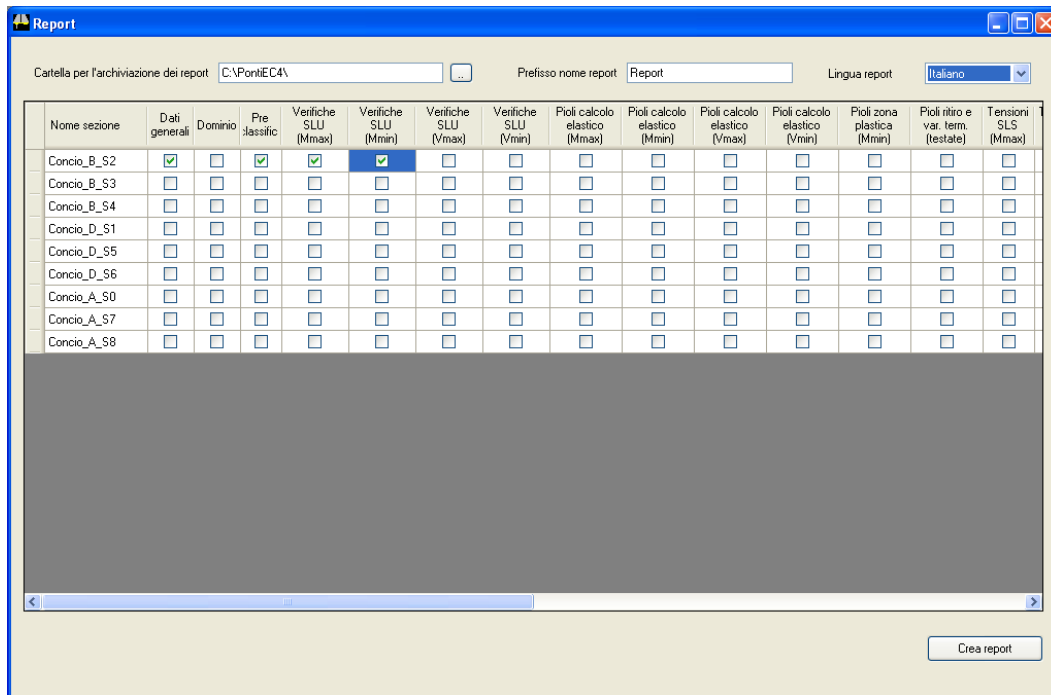 Report
Cartella per l'archiviazione dei report C:\PontiEC4\ .. Prefisso nome report Report Lingua report Italiano
Nome sezione Dati generali Dominio Pre classific Verifiche SLU (Mmax) Verifiche SLU (Mmin) Verifiche SLU (Vmax) Verifiche SLU (Vmin) Pioli calcolo elastico (Mmax) Pioli calcolo elastico (Mmin) Pioli calcolo elastico (Vmax) Pioli calcolo elastico (Vmin) Pioli zona plastica (Mmin) Pioli ritiro e var. term. (testate) Tensioni SLS (Mmax)
Concio_B_S2
Concio_B_S3
Concio_B_S4
Concio_D_S1
Concio_D_S5
Concio_D_S6
Concio_A_S0
Concio_A_S7
Concio_A_S8
Crea report